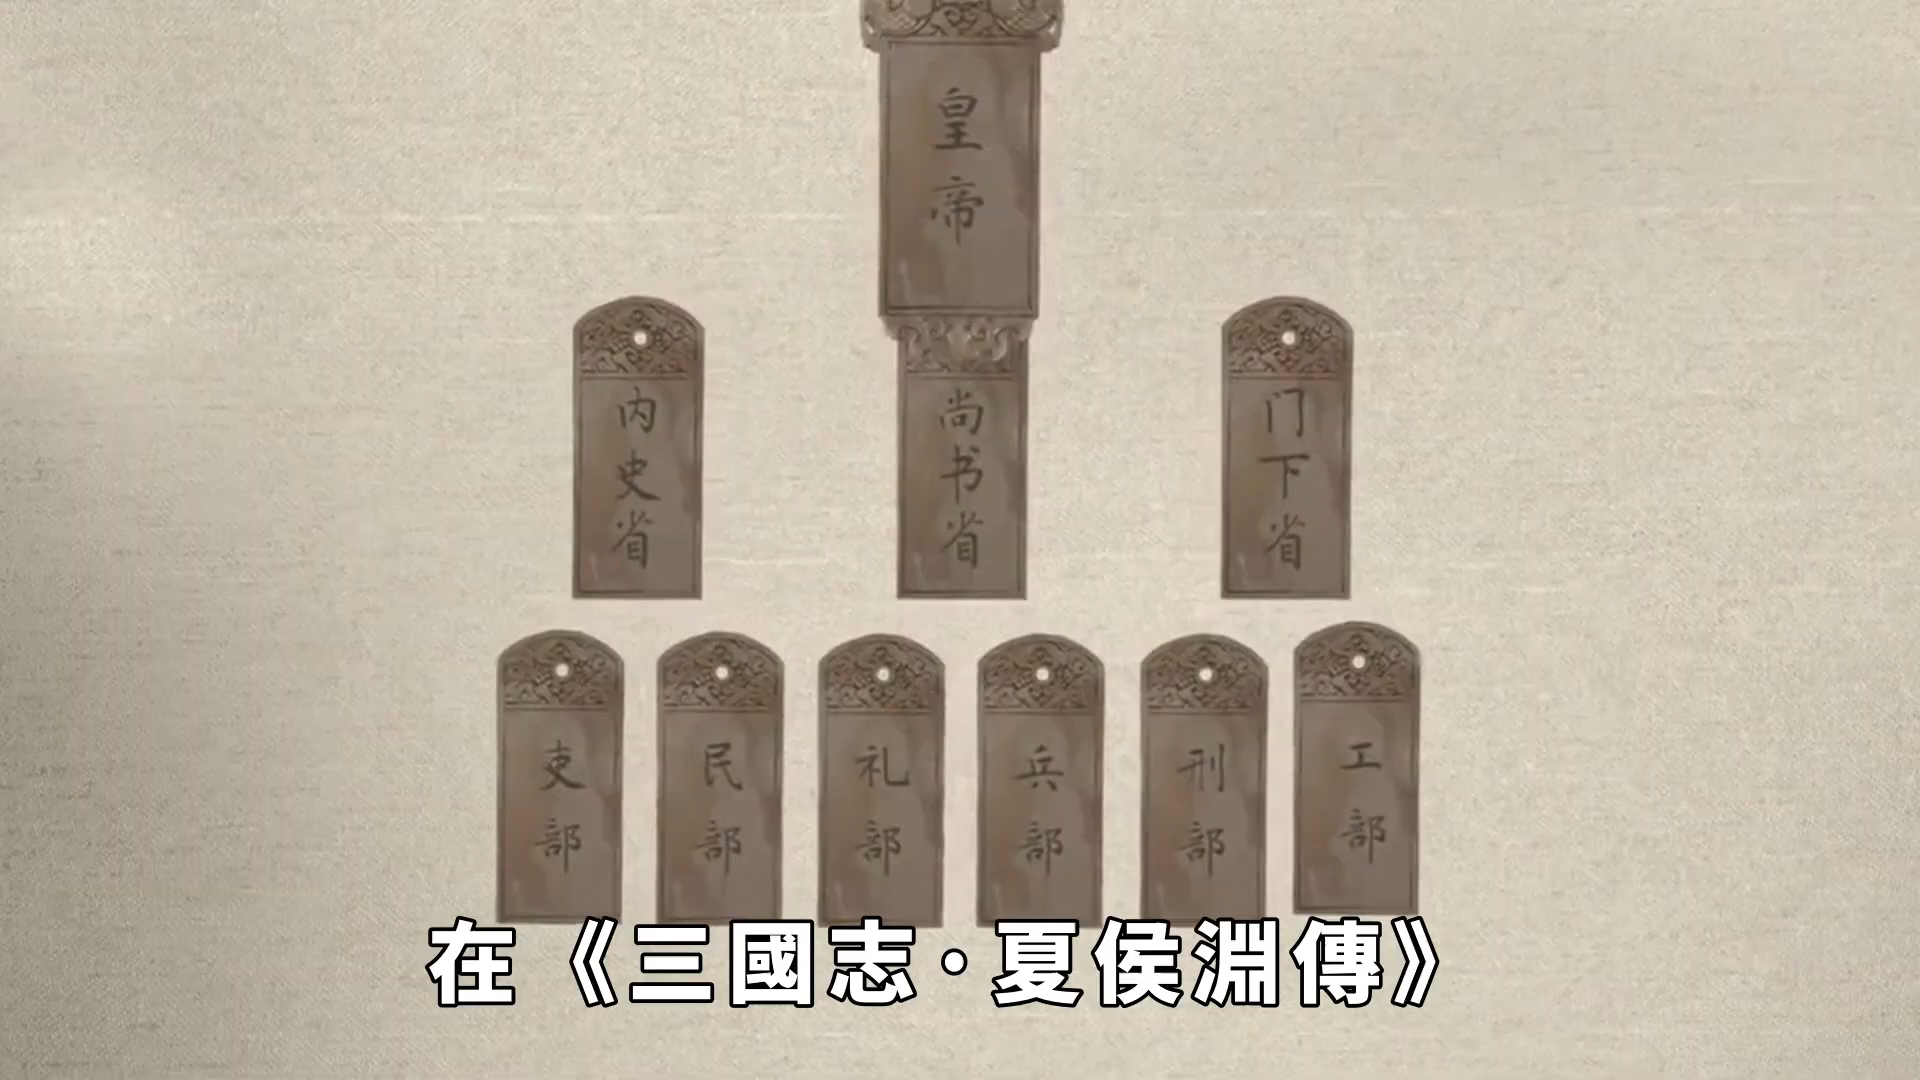 皇帝
内史省
尚书省
门下省
吏部
民部
礼部
兵部
刑部
工部
在《三國志·夏侯淵傳》